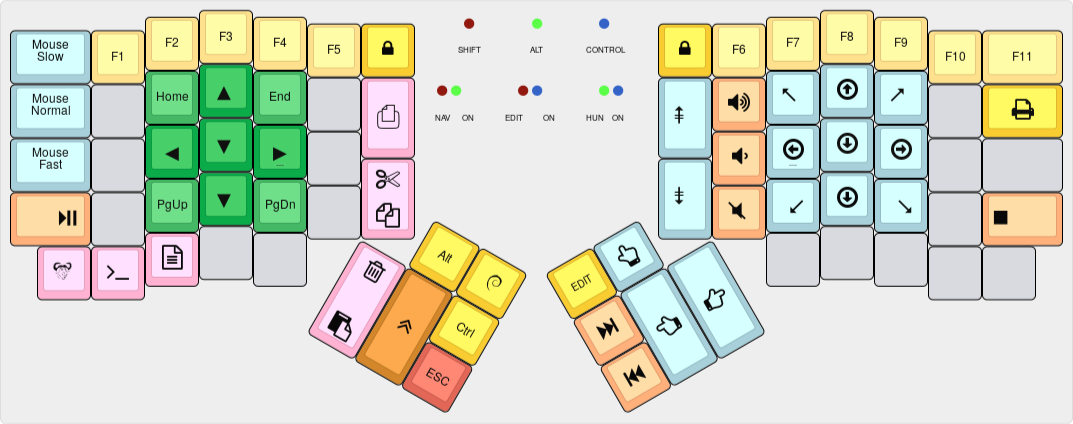 Mouse
Slow
F1
F2
F3
F4
F5
SHIFT
ALT
CONTROL
F6
F7
F8
F9
F10
F11
Mouse
Normal
Home
End
NAV ON
EDIT ON
HUN ON
Mouse
Fast
PgUp
PgDn
>_
Alt
Ctrl
ESC
EDIT